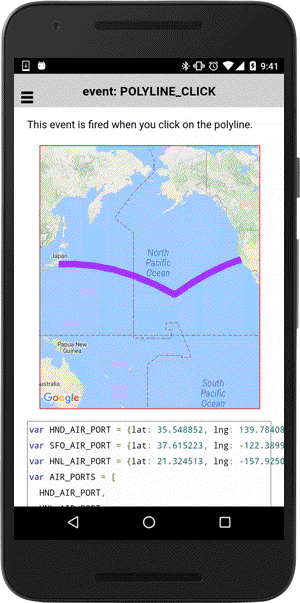 9:41
event: POLYLINE_CLICK
This event is fired when you click on the polyline.
Japan
North
Pacific
Ocean
Papua New
Guinea
Australia
South
Pacific
Ocean
Google
var HND_AIR_PORT = {lat: 35.548852, lng: 139.78408
var SFO_AIR_PORT = {lat: 37.615223, lng: -122.3899
var HNL_AIR_PORT = {lat: 21.324513, lng: -157.9250
var AIR_PORTS = [
HND_AIR_PORT,